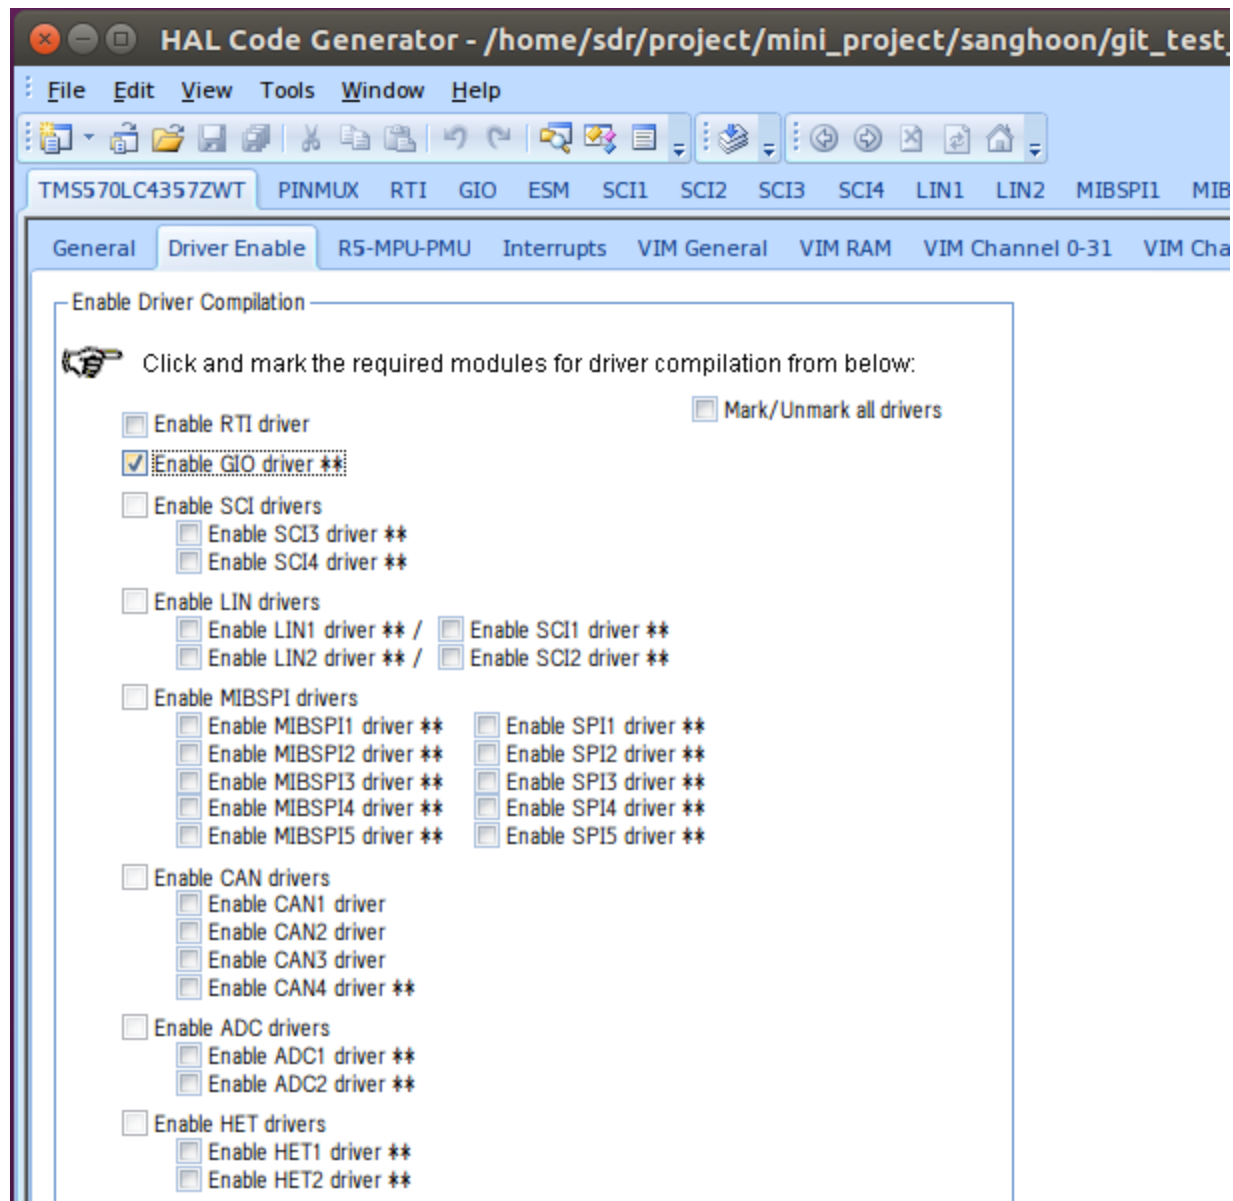 HAL Code Generator - /home/sdr/project/mini_project/sanghoon/git_test_
File Edit View Tools Window Help
TMS570LC4357ZWT PINMUX RTI GIO ESM SCI1 SCI2 SCI3 SCI4 LIN1 LIN2 MIBSPI1 MIB
General Driver Enable R5-MPU-PMU Interrupts VIM General VIM RAM VIM Channel 0-31 VIM Cha
Enable Driver Compilation
Click and mark the required modules for driver compilation from below:
Mark/Unmark all drivers
Enable RTI driver
Enable GIO driver **
Enable SCI drivers
Enable SCI3 driver **
Enable SCI4 driver **
Enable LIN drivers
Enable LIN1 driver ** / Enable SCI1 driver **
Enable LIN2 driver ** / Enable SCI2 driver **
Enable MIBSPI drivers
Enable MIBSPI1 driver ** Enable SPI1 driver **
Enable MIBSPI2 driver ** Enable SPI2 driver **
Enable MIBSPI3 driver ** Enable SPI3 driver **
Enable MIBSPI4 driver ** Enable SPI4 driver **
Enable MIBSPI5 driver ** Enable SPI5 driver **
Enable CAN drivers
Enable CAN1 driver
Enable CAN2 driver
Enable CAN3 driver
Enable CAN4 driver **
Enable ADC drivers
Enable ADC1 driver **
Enable ADC2 driver **
Enable HET drivers
Enable HET1 driver **
Enable HET2 driver **